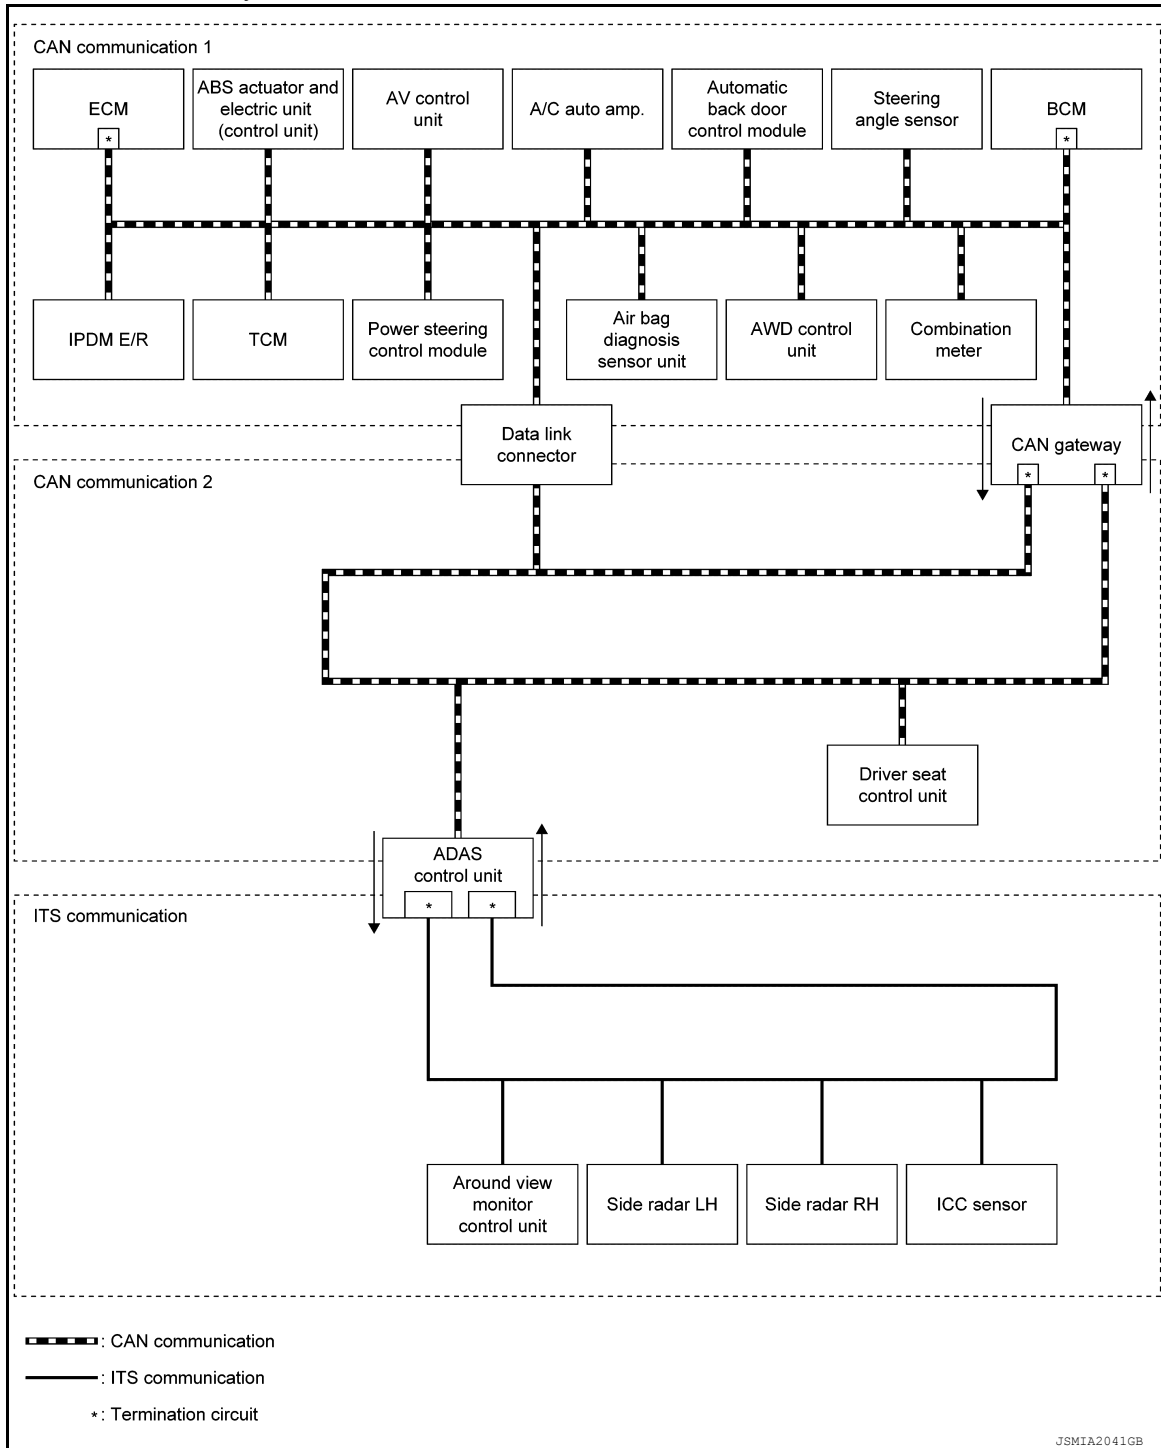 CAN communication 1
ECM
*
ABS actuator and
electric unit
(control unit)
AV control
unit
A/C auto amp.
Automatic
back door
control module
Steering
angle sensor
BCM
*
IPDM E/R
TCM
Power steering
control module
Air bag
diagnosis
sensor unit
AWD control
unit
Combination
meter
Data link
connector
CAN gateway
*
*
CAN communication 2
Driver seat
control unit
ADAS
control unit
*
*
ITS communication
Around view
monitor
control unit
Side radar LH
Side radar RH
ICC sensor
: CAN communication
: ITS communication
* : Termination circuit
JSMIA2041GB